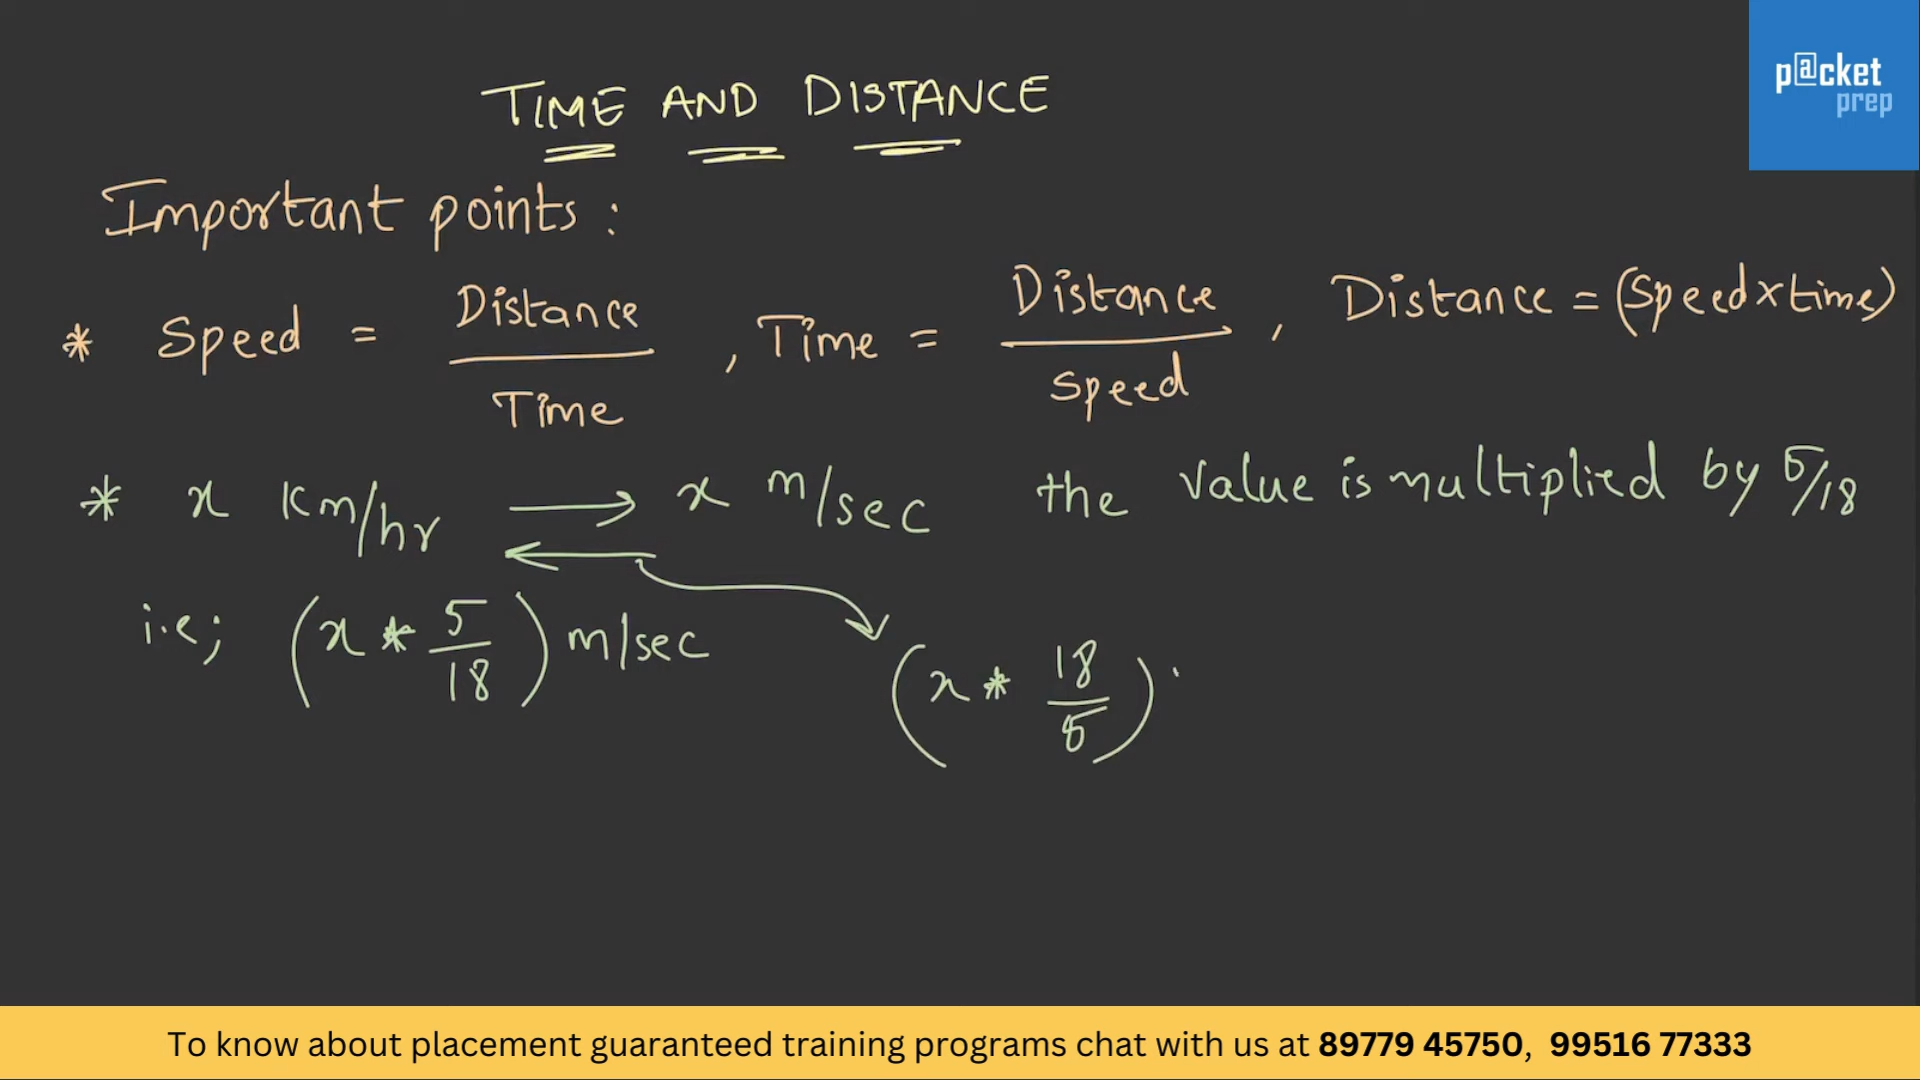 p@cket
prep
TIME AND DISTANCE
Important points :
* Speed = Distance / Time , Time = Distance / Speed , Distance = (Speed x time)
* x Km/hr → x m/sec the value is multiplied by 5/18
←
i.e; (x * 5/18) m/sec
(x * 18/5)
To know about placement guaranteed training programs chat with us at 89779 45750, 99516 77333